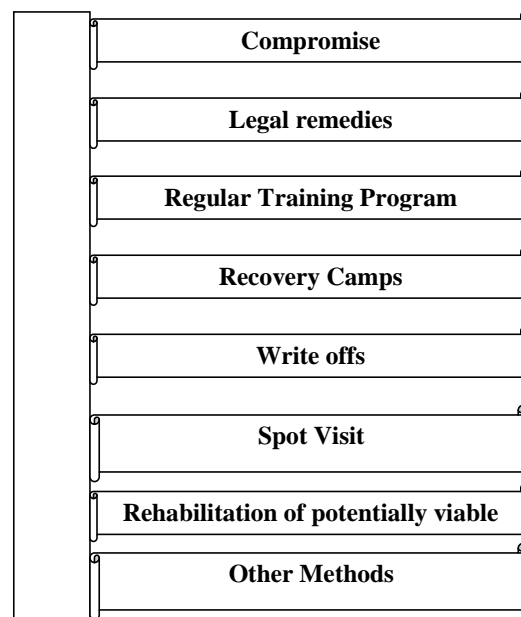 Compromise
Legal remedies
Regular Training Program
Recovery Camps
Write offs
Spot Visit
Rehabilitation of potentially viable
Other Methods